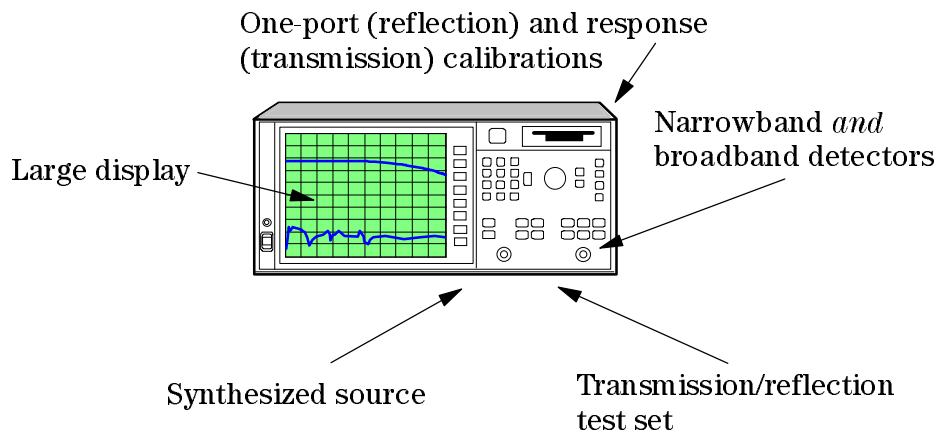 One-port (reflection) and response
(transmission) calibrations
Narrowband and
broadband detectors
Large display
Synthesized source
Transmission/reflection
test set